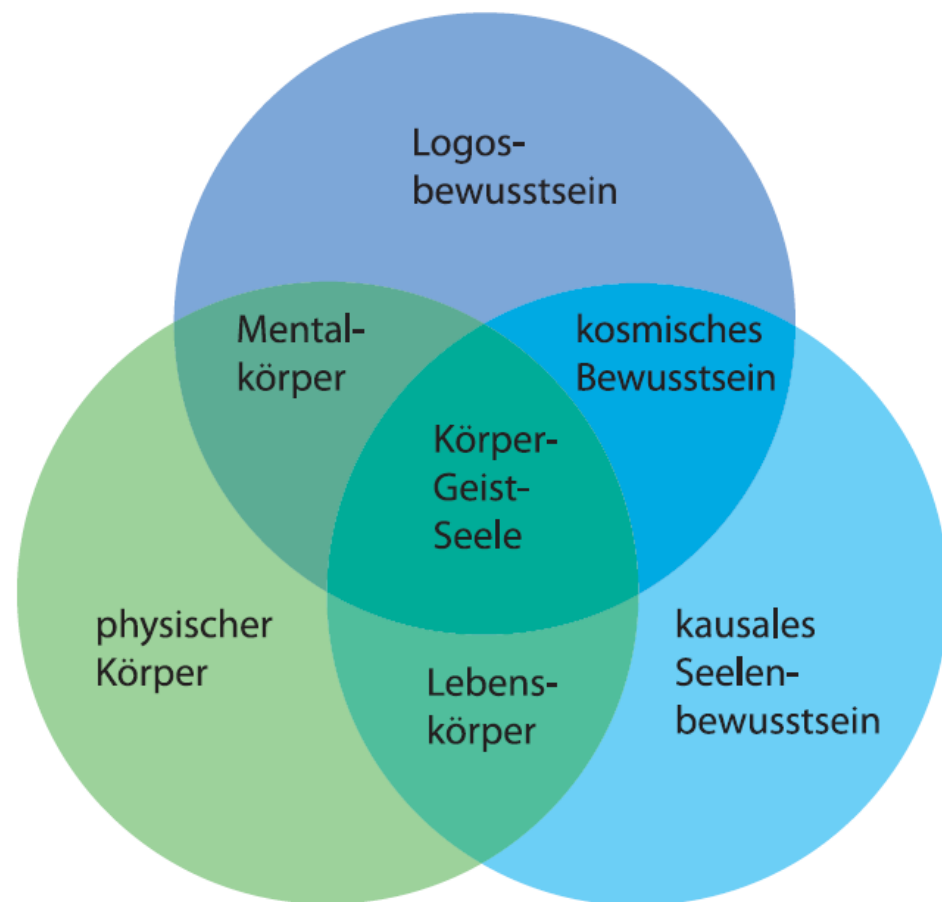 Logos-
bewusstsein
Mental-
körper
kosmisches
Bewusstsein
Körper-
Geist-
Seele
physischer
Körper
kausales
Seelen-
bewusstsein
Lebens-
körper